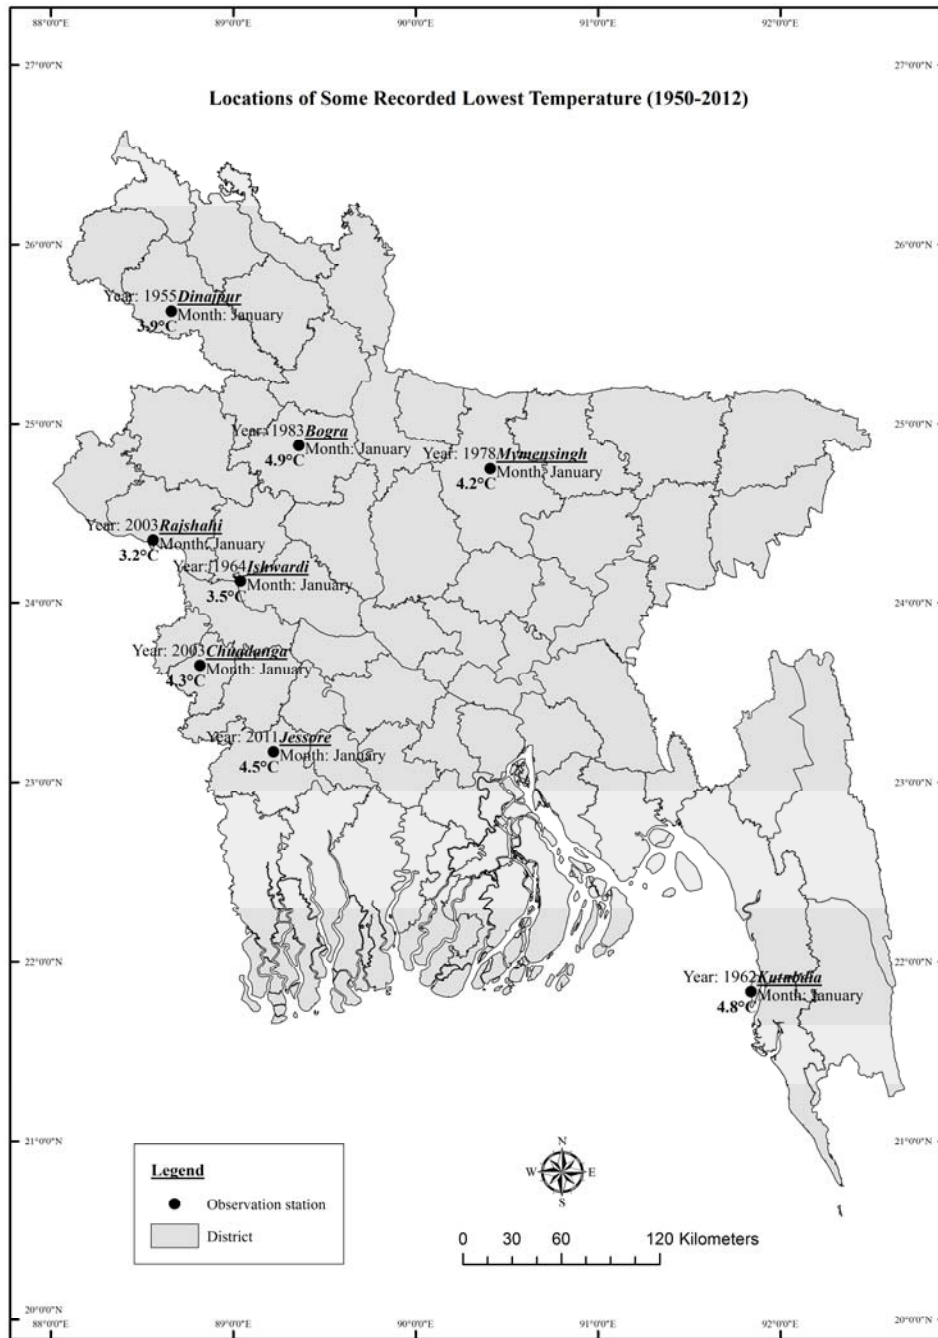 88°0'0"E 89°0'0"E 90°0'0"E 91°0'0"E 92°0'0"E
27°0'0"N 27°0'0"N
Locations of Some Recorded Lowest Temperature (1950-2012)
26°0'0"N 26°0'0"N
Year: 1955 Dinajpur
Month: January
3.9°C
25°0'0"N 25°0'0"N
Year: 1983 Bogra
Month: January
4.9°C
Year: 1978 Mymensingh
Month: January
4.2°C
Year: 2003 Rajshahi
Month: January
3.2°C
Year: 1964 Ishwardi
Month: January
3.5°C
24°0'0"N 24°0'0"N
Year: 2003 Chuadanga
Month: January
4.3°C
Year: 2011 Jessore
Month: January
4.5°C
23°0'0"N 23°0'0"N
22°0'0"N 22°0'0"N
Year: 1962 Kutubdia
Month: January
4.8°C
21°0'0"N 21°0'0"N
Legend
Observation station
District
N
W E
S
0 30 60 120 Kilometers
20°0'0"N 20°0'0"N
88°0'0"E 89°0'0"E 90°0'0"E 91°0'0"E 92°0'0"E